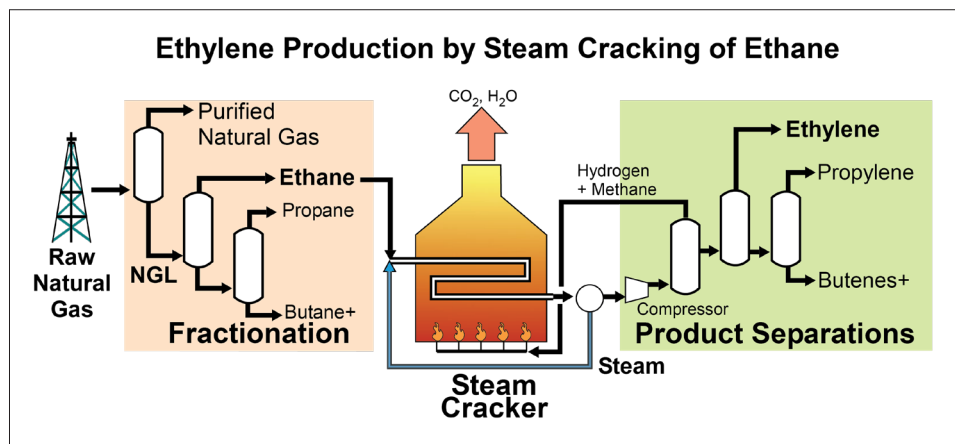 Ethylene Production by Steam Cracking of Ethane
CO₂, H₂O
Purified
Natural Gas
Ethane
Propane
Butane+
NGL
Raw
Natural
Gas
Fractionation
Steam
Cracker
Steam
Hydrogen
+ Methane
Compressor
Ethylene
Propylene
Butenes+
Product Separations